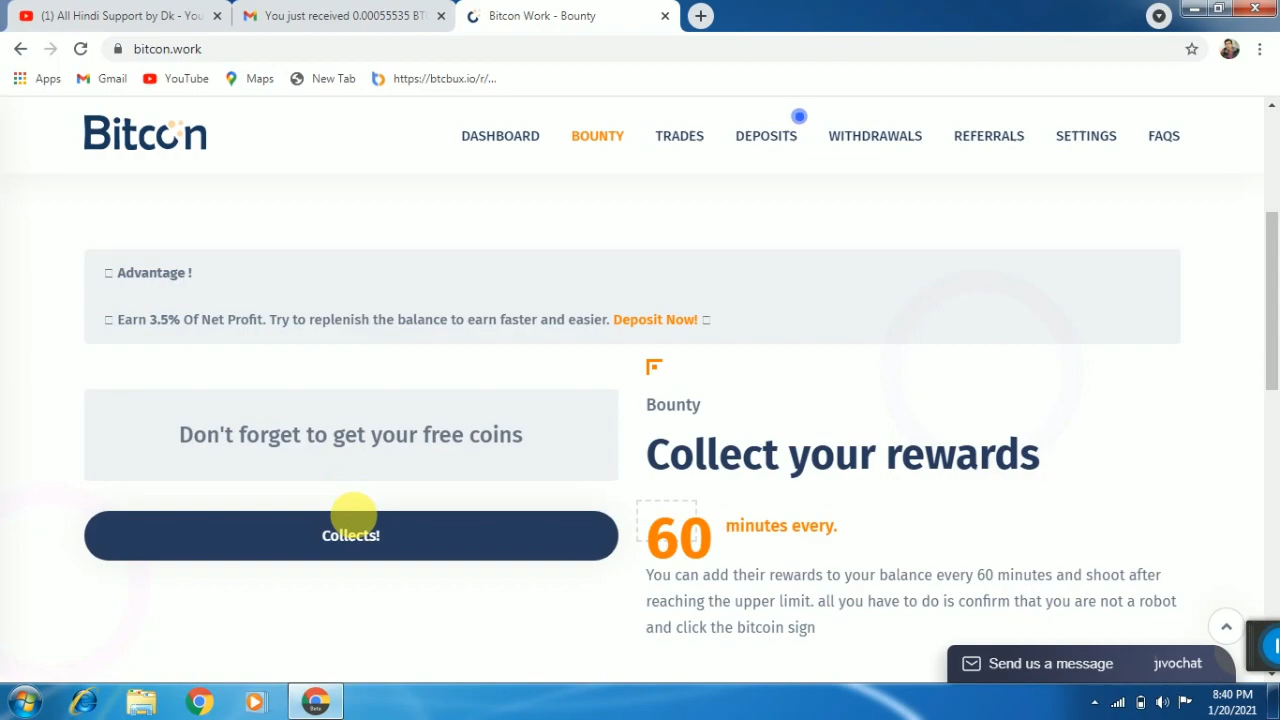 (1) All Hindi Support by Dk - You
You just received 0.00055535 BT
Bitcon Work - Bounty
bitcon.work
Apps
Gmail
YouTube
Maps
New Tab
https://btcbux.io/r/...
Bitcon
DASHBOARD
BOUNTY
TRADES
DEPOSITS
WITHDRAWALS
REFERRALS
SETTINGS
FAQS
Advantage !
Earn 3.5% Of Net Profit. Try to replenish the balance to earn faster and easier. Deposit Now!
Don't forget to get your free coins
Collects!
Bounty
Collect your rewards
60 minutes every.
You can add their rewards to your balance every 60 minutes and shoot after
reaching the upper limit. all you have to do is confirm that you are not a robot
and click the bitcoin sign
Send us a message jivochat
Beta
8:40 PM
1/20/2021